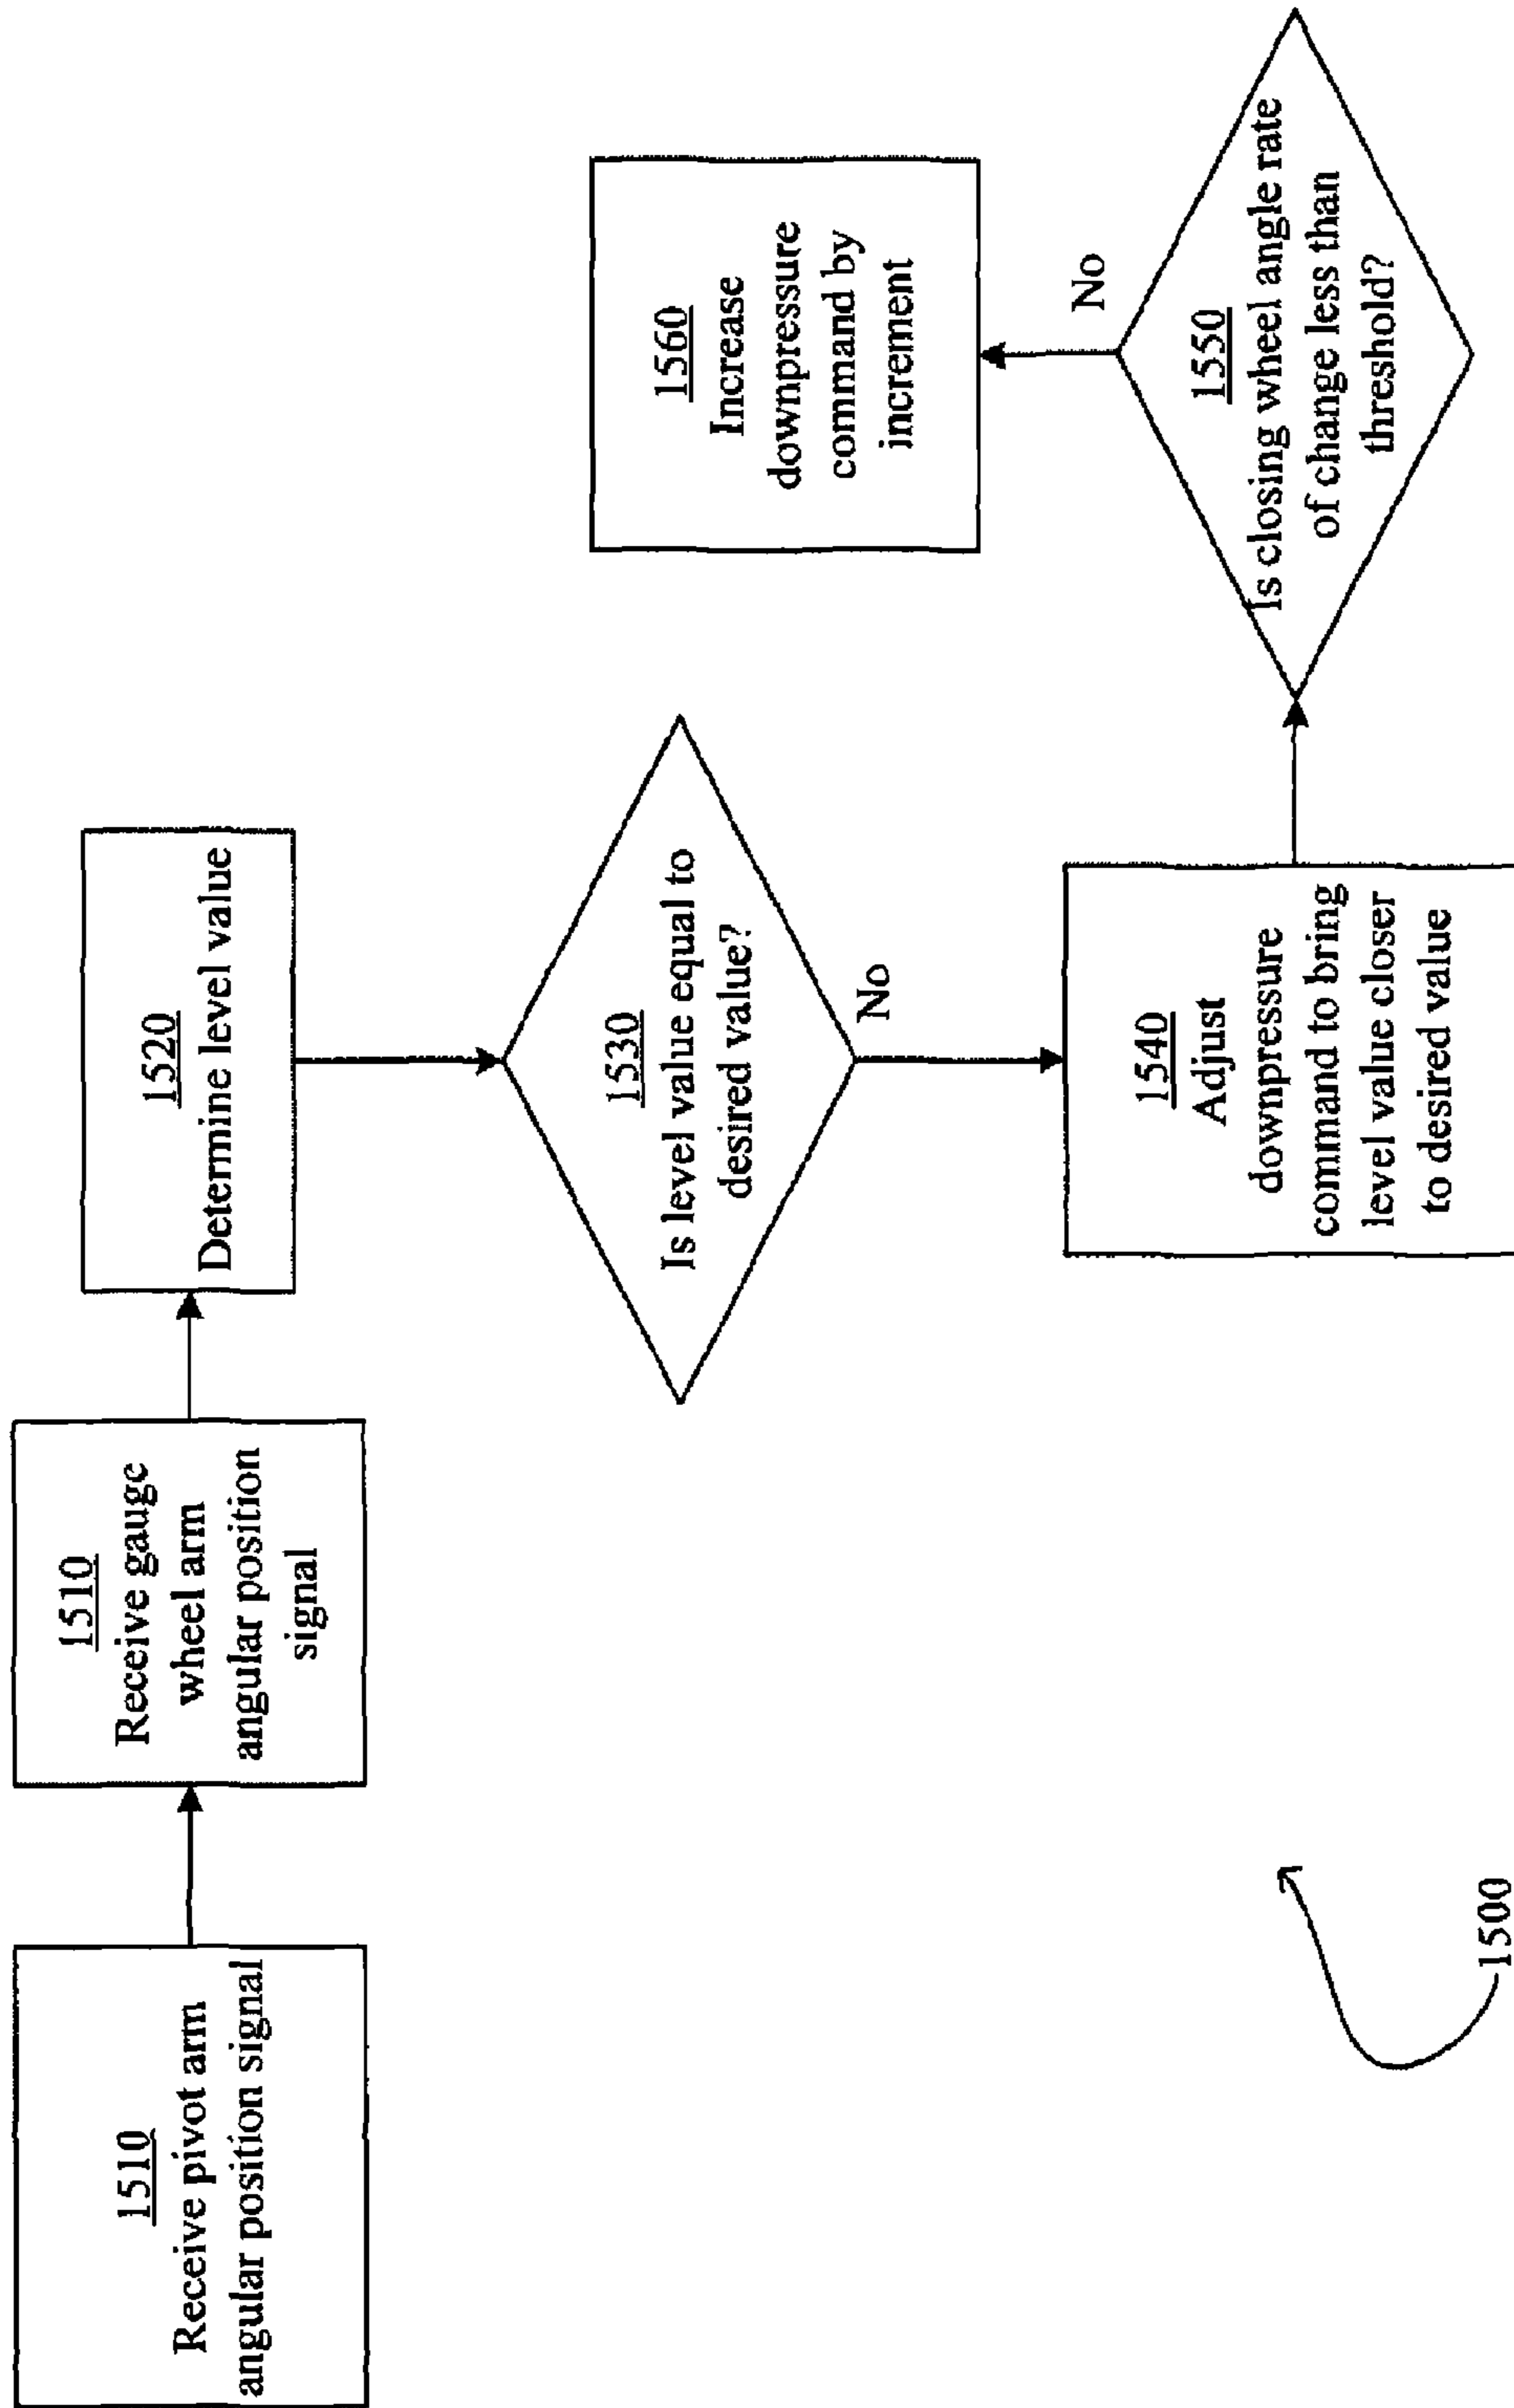 1510
Receive pivot arm
angular position signal
1510
Receive gauge
wheel arm
angular position
signal
1520
Determine level value
1530
Is level value equal to
desired value?
No
1540
Adjust
downpressure
command to bring
level value closer
to desired value
1550
Is closing wheel angle rate
of change less than
threshold?
No
1560
Increase
downpressure
command by
increment
1500